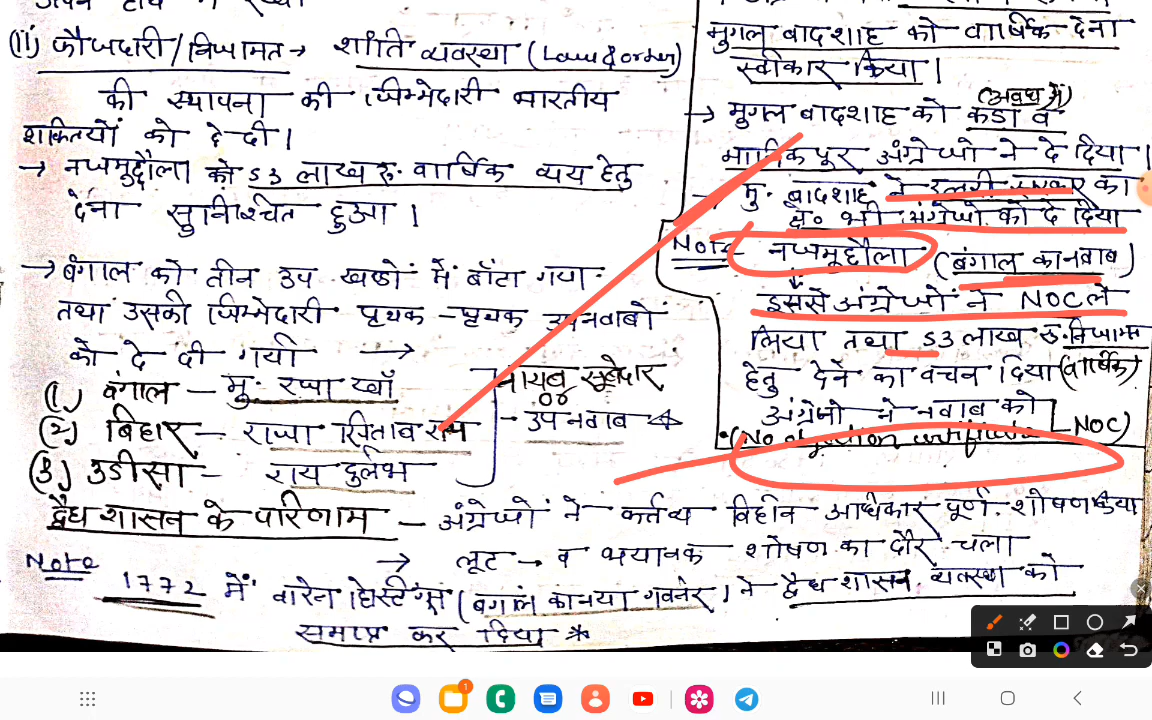 (ii) फौजदारी/निजामत→ शांति व्यवस्था (Law & order)
की स्थापना की जिम्मेदारी भारतीय
शक्तियों को दे दी।
→ नज्मुद्दौला को 53 लाख रु. वार्षिक व्यय हेतु
देना सुनिश्चित हुआ।
→ बंगाल को तीन उप खण्डों में बाँटा गया
तथा उसकी जिम्मेदारी पृथक-पृथक उपनवाबों
को दे दी गयी →
(1) बंगाल – मु. रजा खाँ
(2) बिहार – राजा सिताब राय
(3) उडीसा – राय दुर्लभ
नायब सूबेदार
or
- उपनवाब
द्वैध शासन के परिणाम – अंग्रेजों ने कर्त्तव्य विहीन अधिकार पूर्ण शोषण किया
→ लूट व भयानक शोषण का दौर चला
Note
1772 में वारेन हेस्टिंग्स (बंगाल का नया गवर्नर) ने द्वैध शासन व्यवस्था को
समाप्त कर दिया *
मुगल बादशाह को वार्षिक देना
स्वीकार किया।
(अवध में)
→ मुगल बादशाह को कडा व
मानिकपुर अंग्रेजों ने दे दिया।
→ मु. बादशाह ने का
क्षे० भी अंग्रेजों को दे दिया
Note – नज्मुद्दौला (बंगाल का नवाब)
इससे अंग्रेजों ने NOC ले
लिया तथा 53 लाख रु. निजामत
हेतु देने का वचन दिया (वार्षिक)
अंग्रेजो ने नवाब को
NOC)